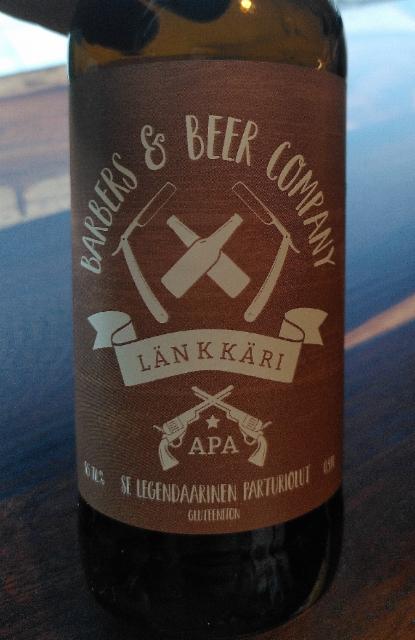 BARBERS & BEER COMPANY
LÄNKKÄRI
APA
SE LEGENDAARINEN PARTURIOLUT
GLUTEENITON